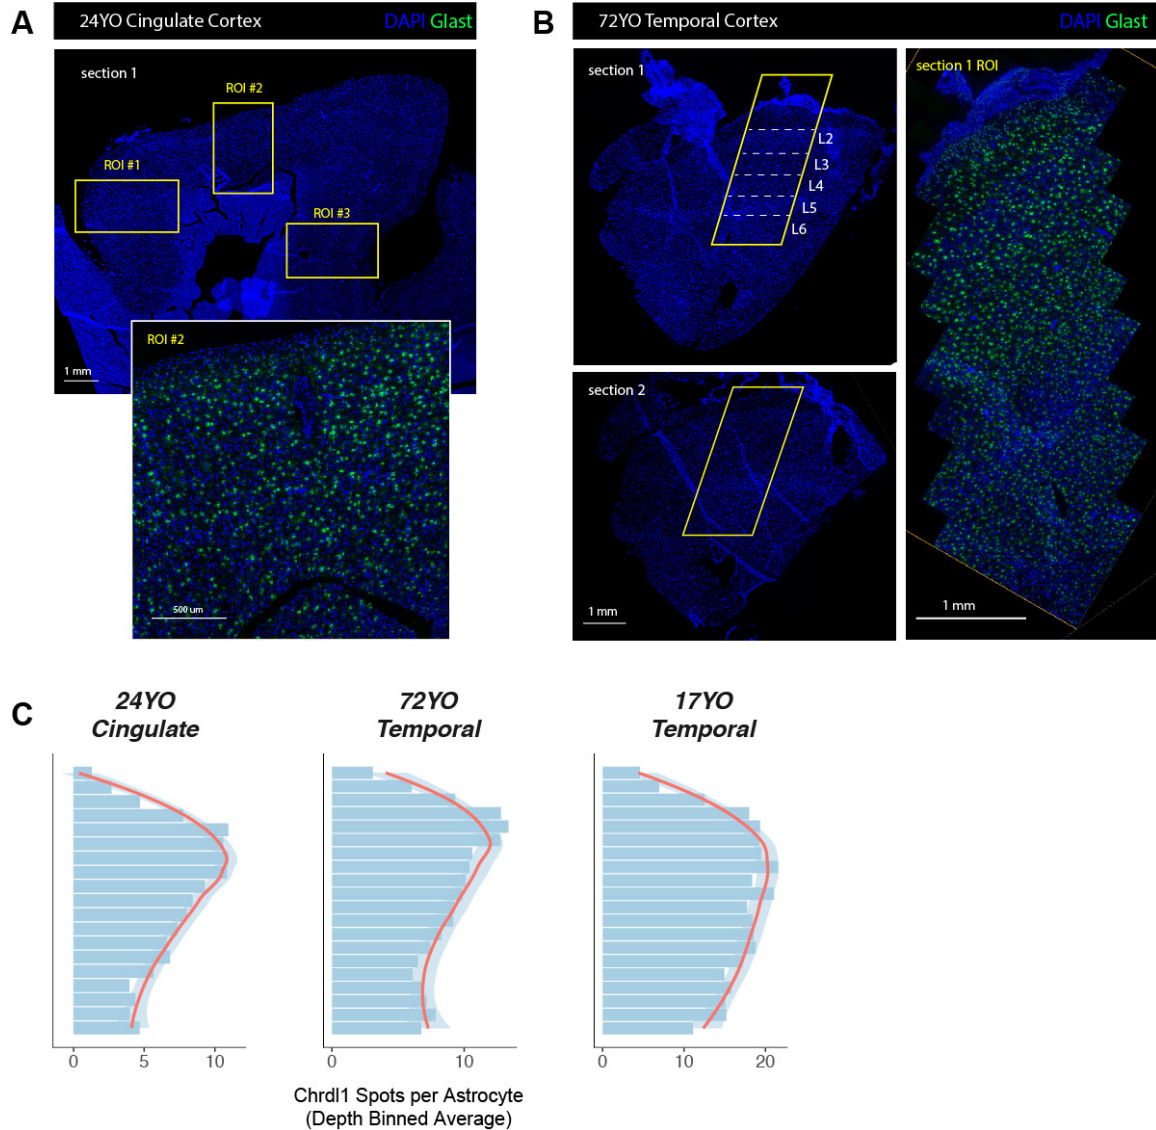 A
24YO Cingulate Cortex
DAPI Glast
section 1
ROI #2
ROI #1
ROI #3
1 mm
ROI #2
500 um
B
72YO Temporal Cortex
DAPI Glast
section 1
L2
L3
L4
L5
L6
section 2
1 mm
section 1 ROI
1 mm
C
24YO
Cingulate
0 5 10
72YO
Temporal
0 10
17YO
Temporal
0 10 20
Chrdl1 Spots per Astrocyte
(Depth Binned Average)